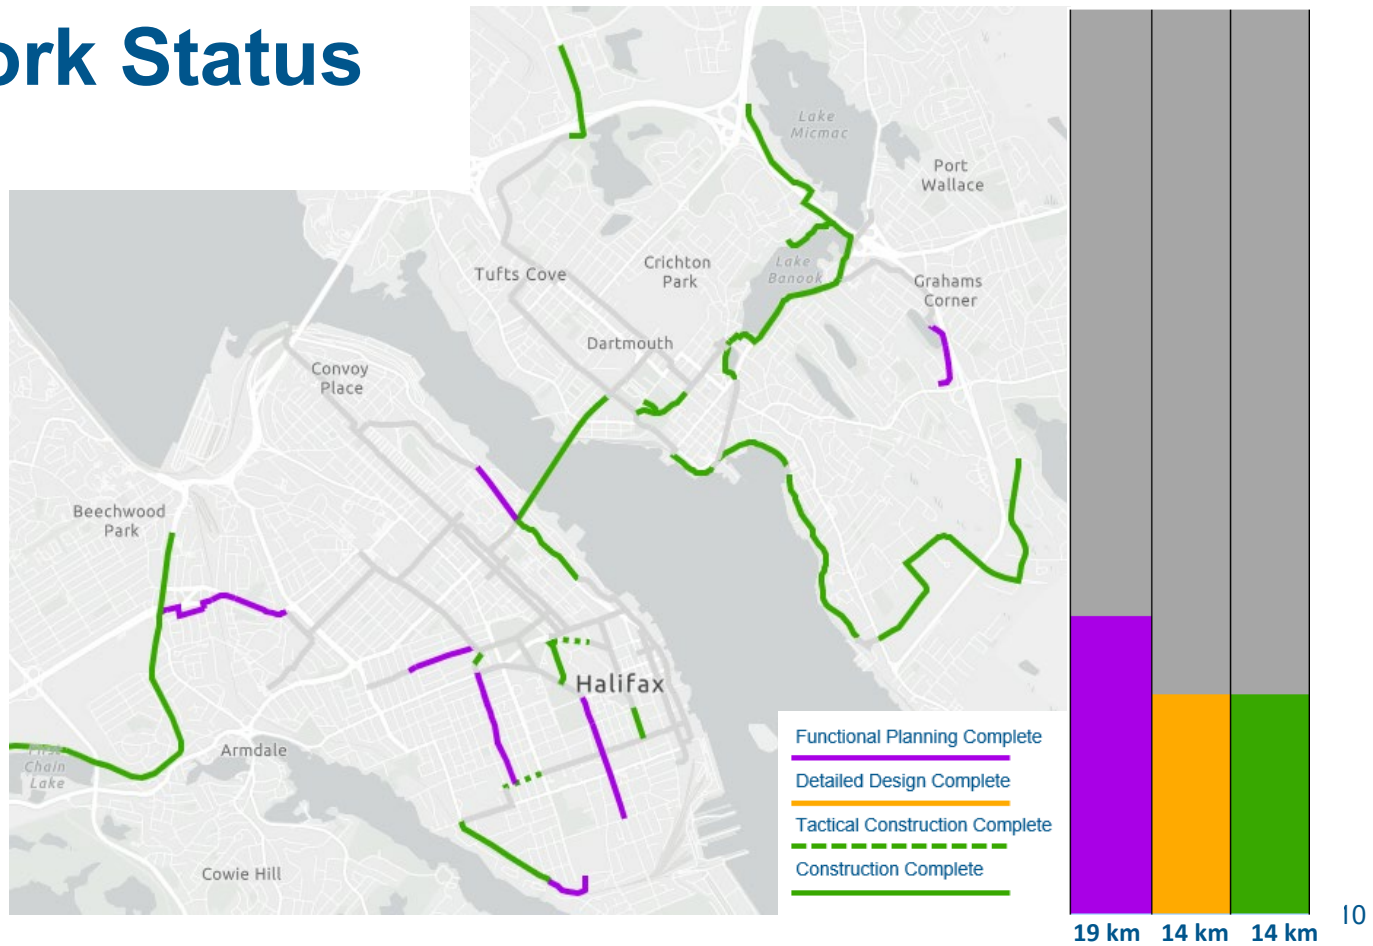 ork Status
Lake
Micmac
Port
Wallace
Tufts Cove
Crichton
Park
Lake
Banook
Grahams
Corner
Dartmouth
Convoy
Place
Beechwood
Park
Halifax
Armdale
First
Chain
Lake
Cowie Hill
Functional Planning Complete
Detailed Design Complete
Tactical Construction Complete
Construction Complete
19 km 14 km 14 km
10